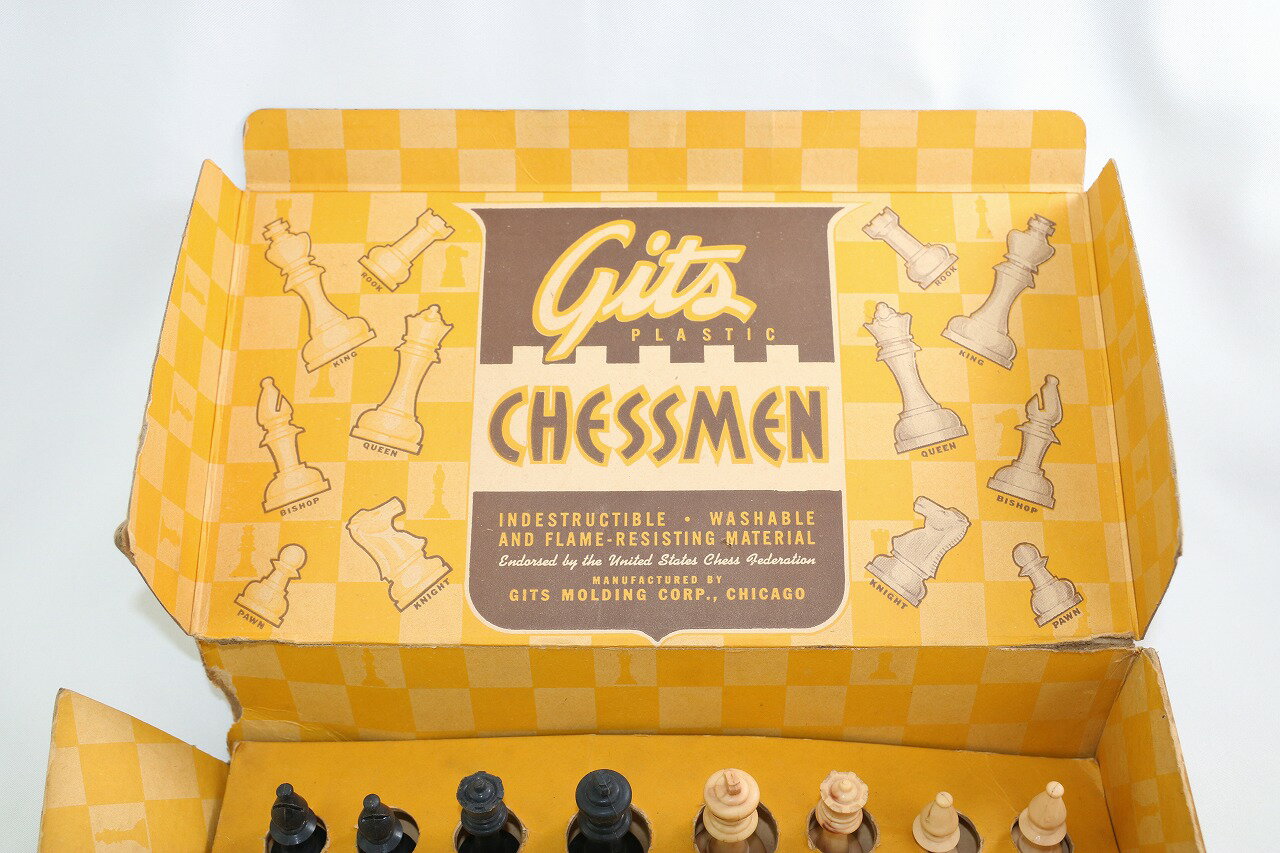 Gits
PLASTIC
CHESSMEN
INDESTRUCTIBLE • WASHABLE
AND FLAME-RESISTING MATERIAL
Endorsed by the United States Chess Federation
MANUFACTURED BY
GITS MOLDING CORP., CHICAGO
ROOK
KING
QUEEN
BISHOP
KNIGHT
PAWN
ROOK
KING
QUEEN
BISHOP
KNIGHT
PAWN